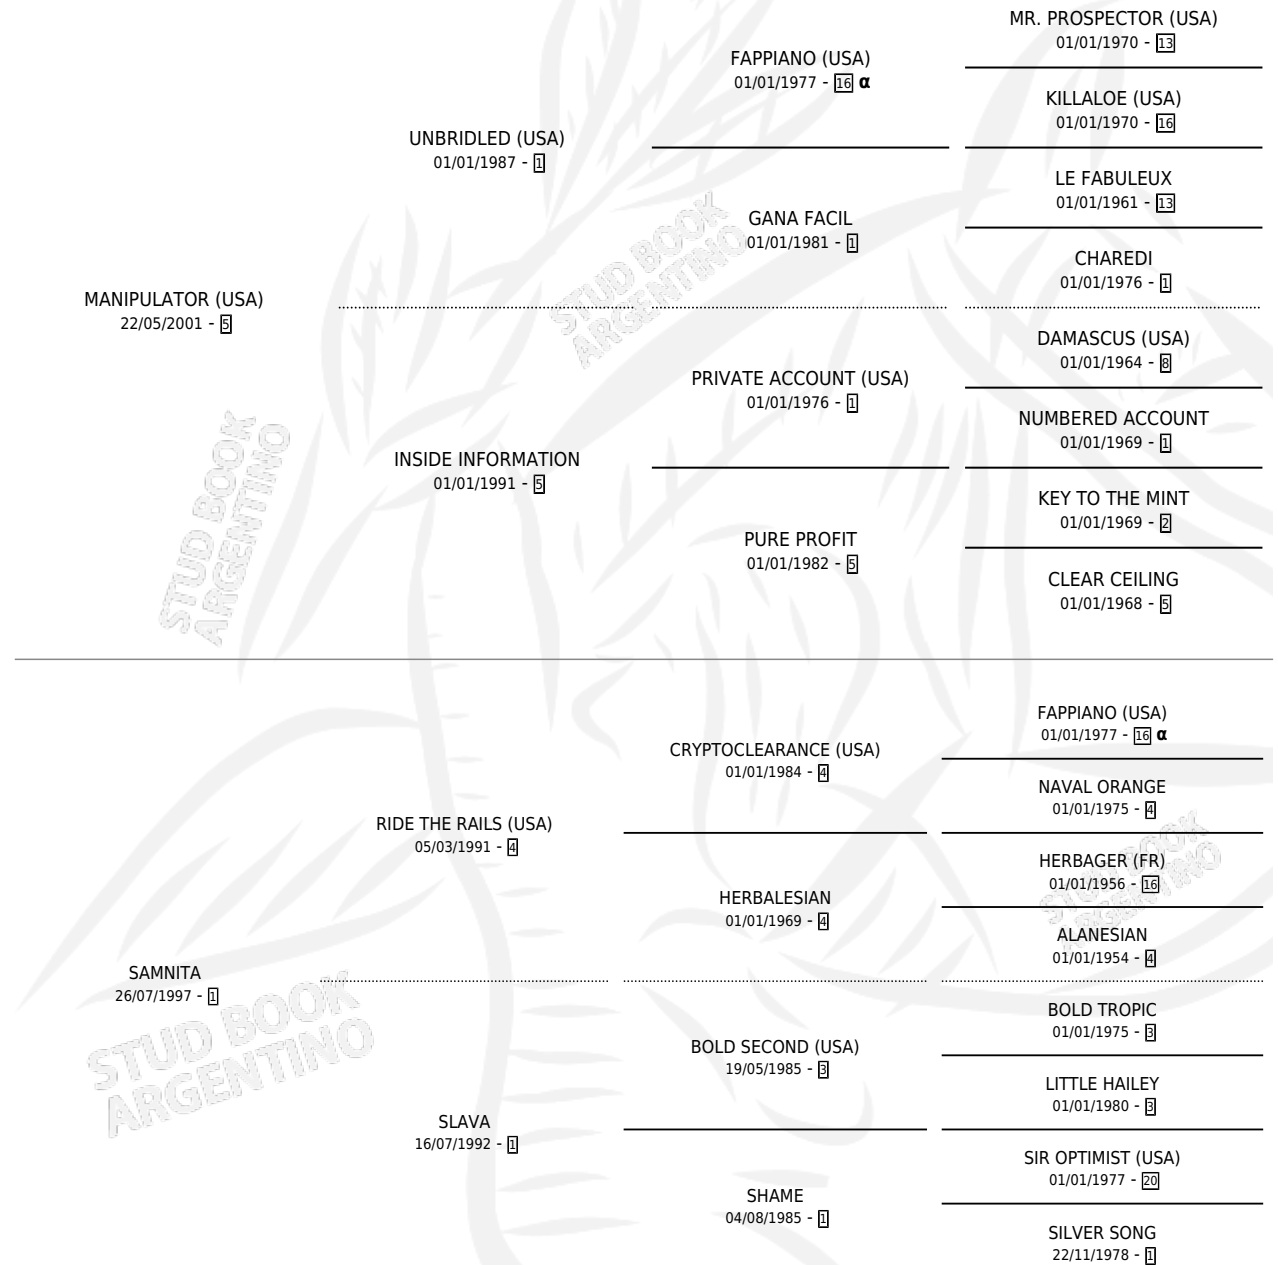 MR. PROSPECTOR (USA)
01/01/1970 - 13
FAPPIANO (USA)
01/01/1977 - 16 α
KILLALOE (USA)
01/01/1970 - 16
UNBRIDLED (USA)
01/01/1987 - 1
LE FABULEUX
01/01/1961 - 13
GANA FACIL
01/01/1981 - 1
CHAREDI
01/01/1976 - 1
MANIPULATOR (USA)
22/05/2001 - 5
DAMASCUS (USA)
01/01/1964 - 8
PRIVATE ACCOUNT (USA)
01/01/1976 - 1
NUMBERED ACCOUNT
01/01/1969 - 1
INSIDE INFORMATION
01/01/1991 - 5
KEY TO THE MINT
01/01/1969 - 2
PURE PROFIT
01/01/1982 - 5
CLEAR CEILING
01/01/1968 - 5
FAPPIANO (USA)
01/01/1977 - 16 α
CRYPTOCLEARANCE (USA)
01/01/1984 - 4
NAVAL ORANGE
01/01/1975 - 4
RIDE THE RAILS (USA)
05/03/1991 - 4
HERBAGER (FR)
01/01/1956 - 16
HERBALESIAN
01/01/1969 - 4
ALANESIAN
01/01/1954 - 4
SAMNITA
26/07/1997 - 1
BOLD TROPIC
01/01/1975 - 3
BOLD SECOND (USA)
19/05/1985 - 3
LITTLE HAILEY
01/01/1980 - 3
SLAVA
16/07/1992 - 1
SIR OPTIMIST (USA)
01/01/1977 - 20
SHAME
04/08/1985 - 1
SILVER SONG
22/11/1978 - 1
STUD BOOK
ARGENTINO
STUD BOOK
ARGENTINO
STUD BOOK
ARGENTINO
STUD BOOK
ARGENTINO